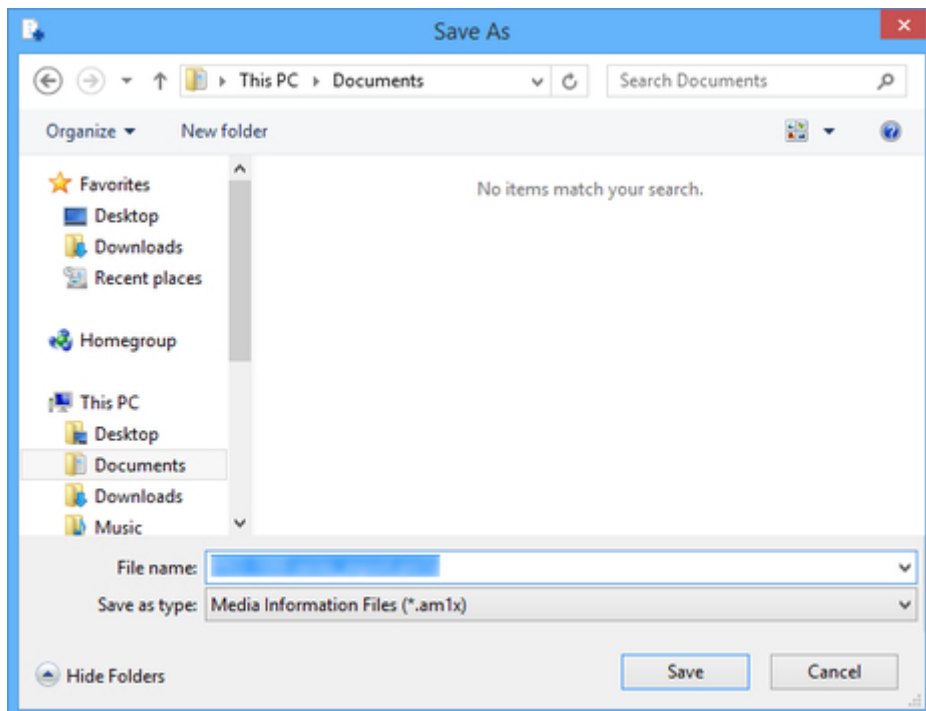 Save As
This PC Documents
Search Documents
Organize New folder
No items match your search.
Favorites
Desktop
Downloads
Recent places
Homegroup
This PC
Desktop
Documents
Downloads
Music
File name:
Save as type: Media Information Files (*.am1x)
Hide Folders
Save Cancel